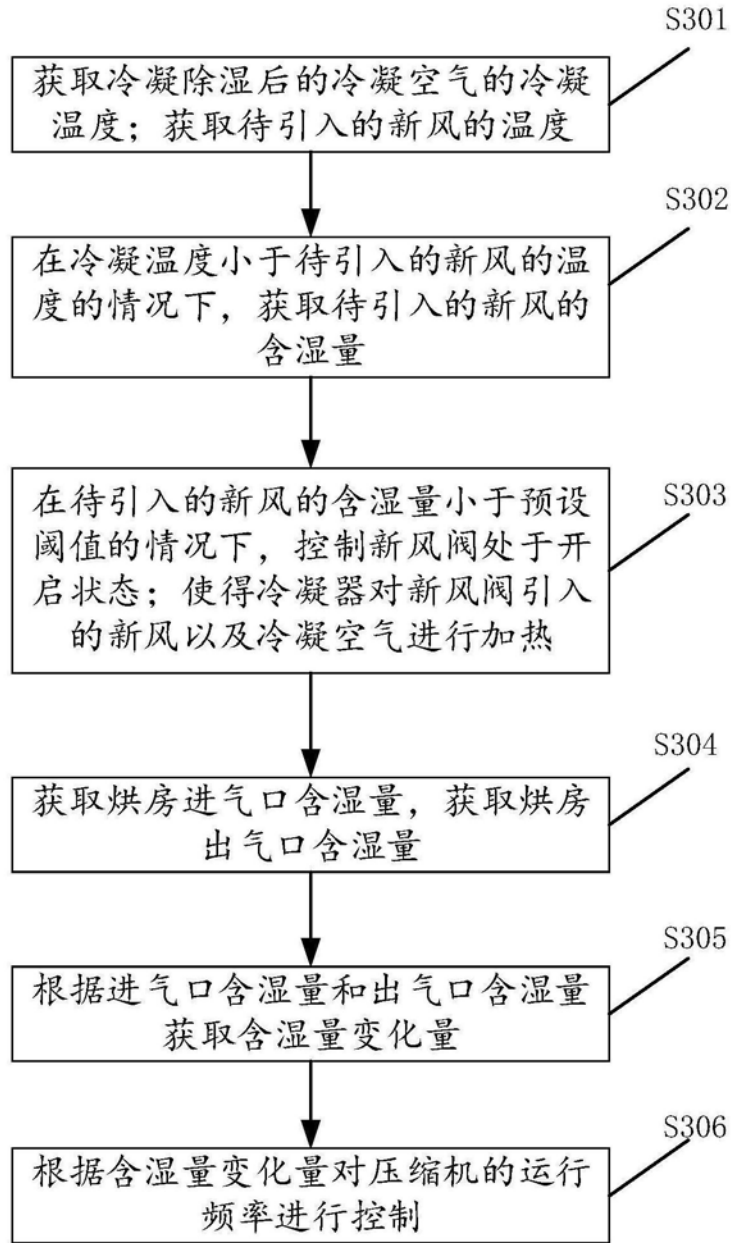 S301
获取冷凝除湿后的冷凝空气的冷凝
温度；获取待引入的新风的温度
S302
在冷凝温度小于待引入的新风的温
度的情况下，获取待引入的新风的
含湿量
S303
在待引入的新风的含湿量小于预设
阈值的情况下，控制新风阀处于开
启状态；使得冷凝器对新风阀引入
的新风以及冷凝空气进行加热
S304
获取烘房进气口含湿量，获取烘房
出气口含湿量
S305
根据进气口含湿量和出气口含湿量
获取含湿量变化量
S306
根据含湿量变化量对压缩机的运行
频率进行控制